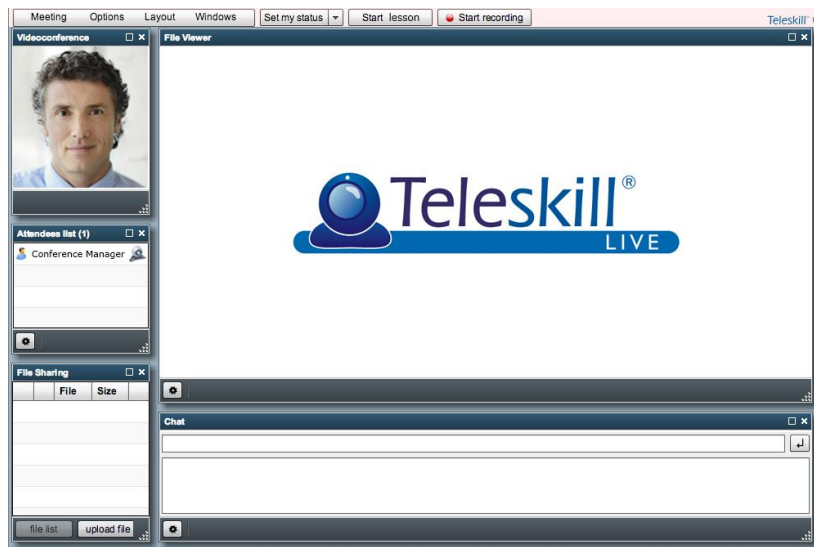 Meeting Options Layout Windows Set my status Start lesson Start recording Teleskill
Videoconference
File Viewer
Teleskill®
LIVE
Attendees list (1)
Conference Manager
File Sharing
File Size
file list upload file
Chat